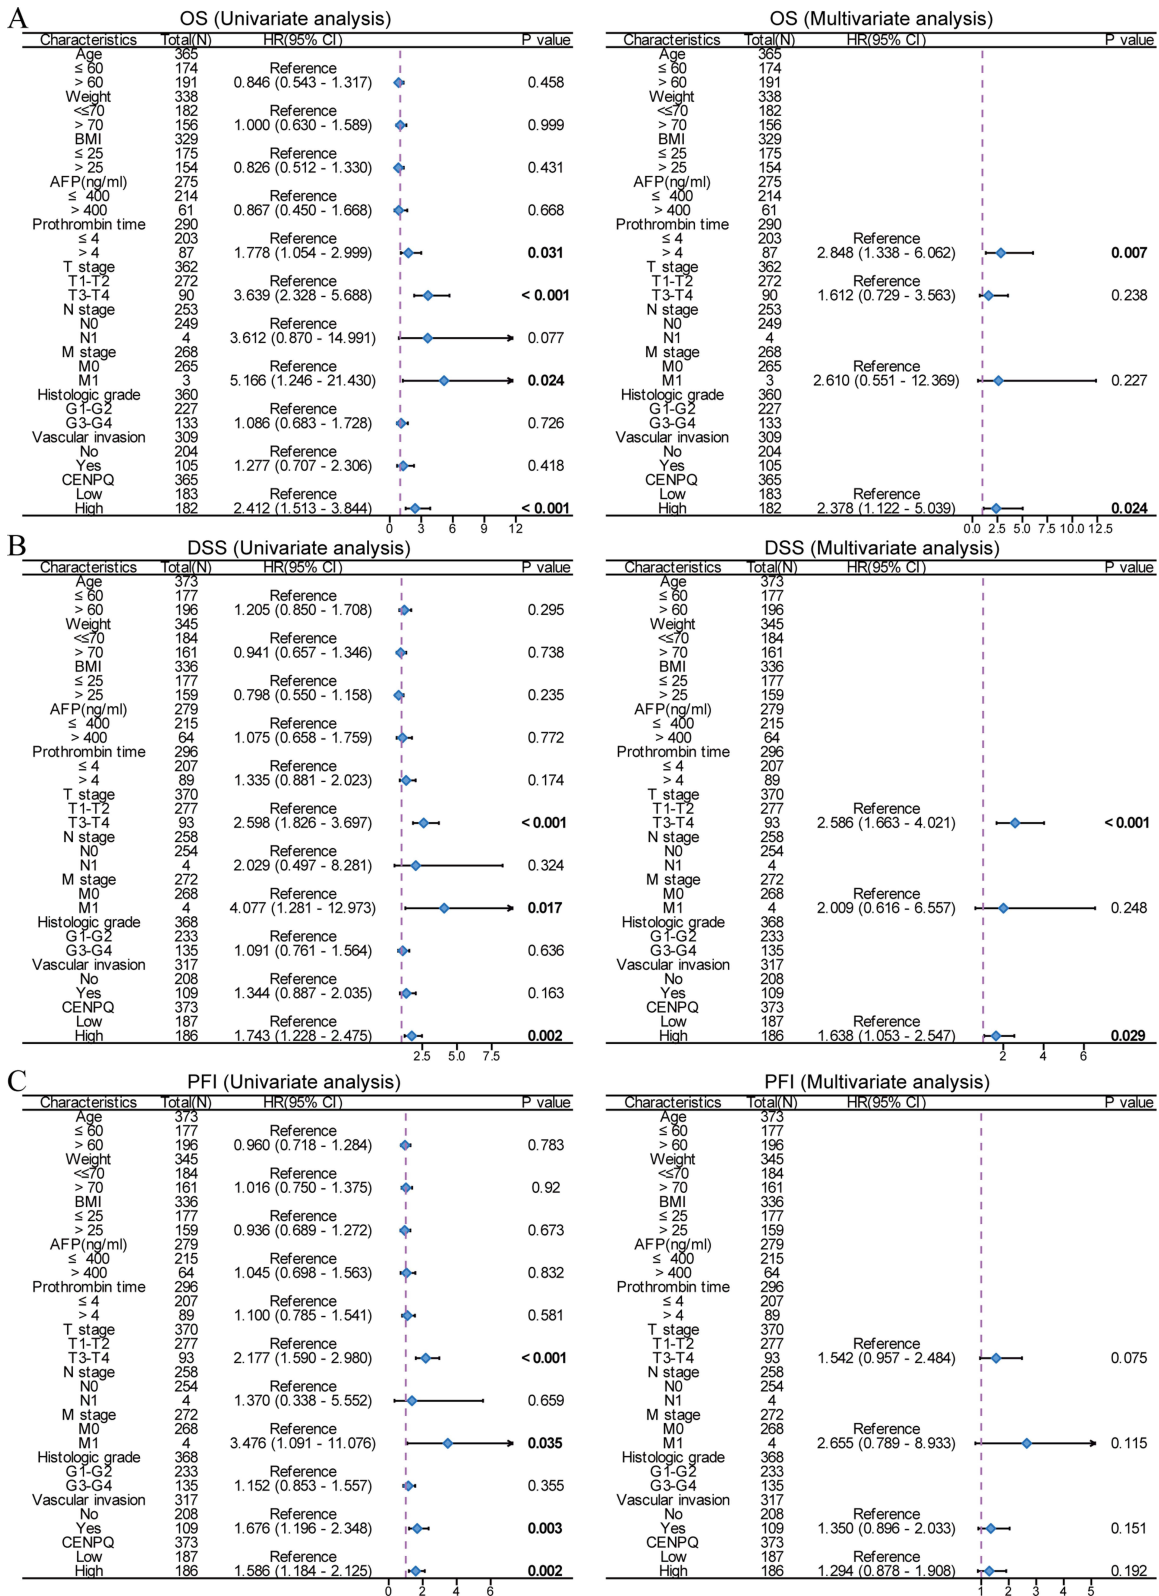 A
OS (Univariate analysis)
Characteristics Total(N) HR(95% CI) P value
Age 365
≤ 60 174 Reference
> 60 191 0.846 (0.543 - 1.317) 0.458
Weight 338
<≤70 182 Reference
> 70 156 1.000 (0.630 - 1.589) 0.999
BMI 329
≤ 25 175 Reference
> 25 154 0.826 (0.512 - 1.330) 0.431
AFP(ng/ml) 275
≤ 400 214 Reference
> 400 61 0.867 (0.450 - 1.668) 0.668
Prothrombin time 290
≤ 4 203 Reference
> 4 87 1.778 (1.054 - 2.999) 0.031
T stage 362
T1-T2 272 Reference
T3-T4 90 3.639 (2.328 - 5.688) < 0.001
N stage 253
N0 249 Reference
N1 4 3.612 (0.870 - 14.991) 0.077
M stage 268
M0 265 Reference
M1 3 5.166 (1.246 - 21.430) 0.024
Histologic grade 360
G1-G2 227 Reference
G3-G4 133 1.086 (0.683 - 1.728) 0.726
Vascular invasion 309
No 204 Reference
Yes 105 1.277 (0.707 - 2.306) 0.418
CENPQ 365
Low 183 Reference
High 182 2.412 (1.513 - 3.844) < 0.001
0 3 6 9 12
OS (Multivariate analysis)
Characteristics Total(N) HR(95% CI) P value
Age 365
≤ 60 174
> 60 191
Weight 338
<≤70 182
> 70 156
BMI 329
≤ 25 175
> 25 154
AFP(ng/ml) 275
≤ 400 214
> 400 61
Prothrombin time 290
≤ 4 203 Reference
> 4 87 2.848 (1.338 - 6.062) 0.007
T stage 362
T1-T2 272 Reference
T3-T4 90 1.612 (0.729 - 3.563) 0.238
N stage 253
N0 249
N1 4
M stage 268
M0 265 Reference
M1 3 2.610 (0.551 - 12.369) 0.227
Histologic grade 360
G1-G2 227
G3-G4 133
Vascular invasion 309
No 204
Yes 105
CENPQ 365
Low 183 Reference
High 182 2.378 (1.122 - 5.039) 0.024
0.0 2.5 5.0 7.5 10.0 12.5
B
DSS (Univariate analysis)
Characteristics Total(N) HR(95% CI) P value
Age 373
≤ 60 177 Reference
> 60 196 1.205 (0.850 - 1.708) 0.295
Weight 345
<≤70 184 Reference
> 70 161 0.941 (0.657 - 1.346) 0.738
BMI 336
≤ 25 177 Reference
> 25 159 0.798 (0.550 - 1.158) 0.235
AFP(ng/ml) 279
≤ 400 215 Reference
> 400 64 1.075 (0.658 - 1.759) 0.772
Prothrombin time 296
≤ 4 207 Reference
> 4 89 1.335 (0.881 - 2.023) 0.174
T stage 370
T1-T2 277 Reference
T3-T4 93 2.598 (1.826 - 3.697) < 0.001
N stage 258
N0 254 Reference
N1 4 2.029 (0.497 - 8.281) 0.324
M stage 272
M0 268 Reference
M1 4 4.077 (1.281 - 12.973) 0.017
Histologic grade 368
G1-G2 233 Reference
G3-G4 135 1.091 (0.761 - 1.564) 0.636
Vascular invasion 317
No 208 Reference
Yes 109 1.344 (0.887 - 2.035) 0.163
CENPQ 373
Low 187 Reference
High 186 1.743 (1.228 - 2.475) 0.002
2.5 5.0 7.5
DSS (Multivariate analysis)
Characteristics Total(N) HR(95% CI) P value
Age 373
≤ 60 177
> 60 196
Weight 345
<≤70 184
> 70 161
BMI 336
≤ 25 177
> 25 159
AFP(ng/ml) 279
≤ 400 215
> 400 64
Prothrombin time 296
≤ 4 207
> 4 89
T stage 370
T1-T2 277 Reference
T3-T4 93 2.586 (1.663 - 4.021) < 0.001
N stage 258
N0 254
N1 4
M stage 272
M0 268 Reference
M1 4 2.009 (0.616 - 6.557) 0.248
Histologic grade 368
G1-G2 233
G3-G4 135
Vascular invasion 317
No 208
Yes 109
CENPQ 373
Low 187 Reference
High 186 1.638 (1.053 - 2.547) 0.029
2 4 6
C
PFI (Univariate analysis)
Characteristics Total(N) HR(95% CI) P value
Age 373
≤ 60 177 Reference
> 60 196 0.960 (0.718 - 1.284) 0.783
Weight 345
<≤70 184 Reference
> 70 161 1.016 (0.750 - 1.375) 0.92
BMI 336
≤ 25 177 Reference
> 25 159 0.936 (0.689 - 1.272) 0.673
AFP(ng/ml) 279
≤ 400 215 Reference
> 400 64 1.045 (0.698 - 1.563) 0.832
Prothrombin time 296
≤ 4 207 Reference
> 4 89 1.100 (0.785 - 1.541) 0.581
T stage 370
T1-T2 277 Reference
T3-T4 93 2.177 (1.590 - 2.980) < 0.001
N stage 258
N0 254 Reference
N1 4 1.370 (0.338 - 5.552) 0.659
M stage 272
M0 268 Reference
M1 4 3.476 (1.091 - 11.076) 0.035
Histologic grade 368
G1-G2 233 Reference
G3-G4 135 1.152 (0.853 - 1.557) 0.355
Vascular invasion 317
No 208 Reference
Yes 109 1.676 (1.196 - 2.348) 0.003
CENPQ 373
Low 187 Reference
High 186 1.586 (1.184 - 2.125) 0.002
0 2 4 6
PFI (Multivariate analysis)
Characteristics Total(N) HR(95% CI) P value
Age 373
≤ 60 177
> 60 196
Weight 345
<≤70 184
> 70 161
BMI 336
≤ 25 177
> 25 159
AFP(ng/ml) 279
≤ 400 215
> 400 64
Prothrombin time 296
≤ 4 207
> 4 89
T stage 370
T1-T2 277 Reference
T3-T4 93 1.542 (0.957 - 2.484) 0.075
N stage 258
N0 254
N1 4
M stage 272
M0 268 Reference
M1 4 2.655 (0.789 - 8.933) 0.115
Histologic grade 368
G1-G2 233
G3-G4 135
Vascular invasion 317
No 208 Reference
Yes 109 1.350 (0.896 - 2.033) 0.151
CENPQ 373
Low 187 Reference
High 186 1.294 (0.878 - 1.908) 0.192
1 2 3 4 5